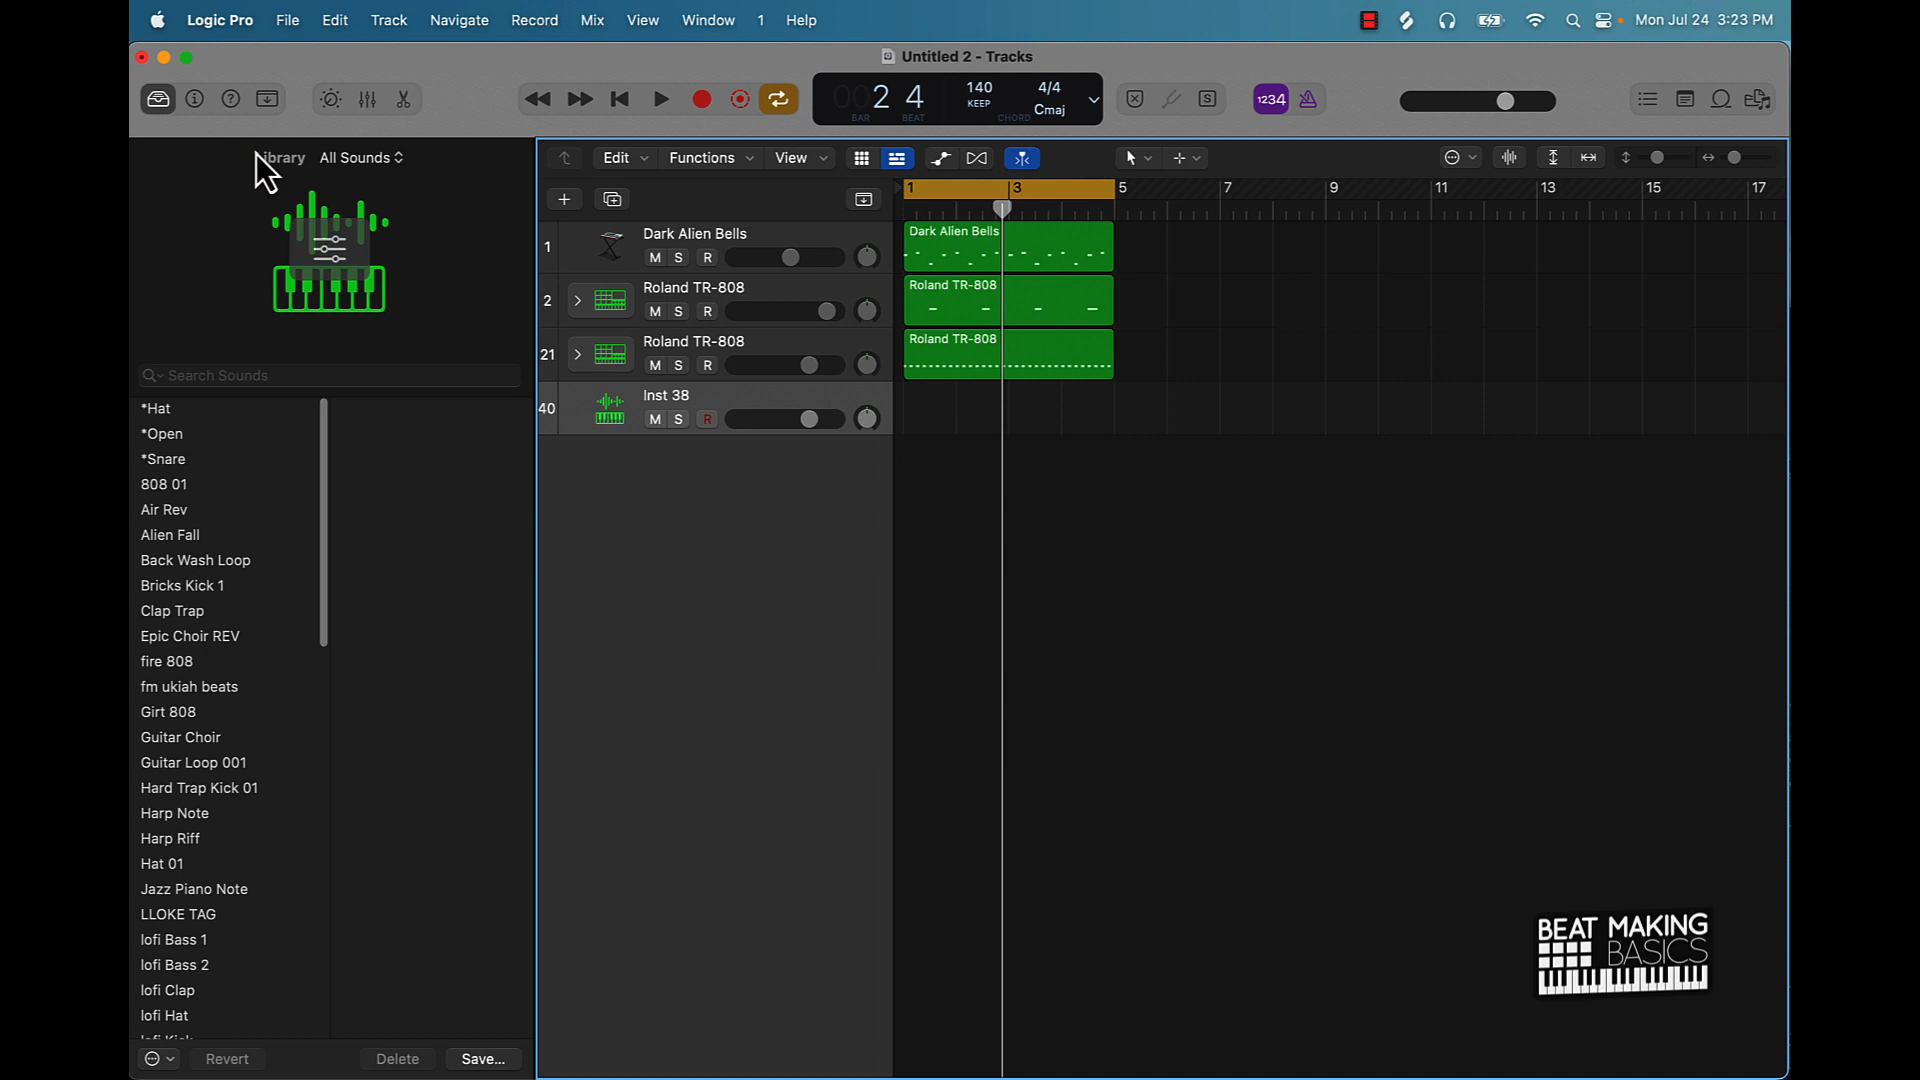 Logic Pro File Edit Track Navigate Record Mix View Window 1 Help Mon Jul 24 3:23 PM
Untitled 2 - Tracks
002 4 140 4/4
KEEP Cmaj
BAR BEAT CHORD
1234
S
Library All Sounds
Edit Functions View
1 3 5 7 9 11 13 15 17
1 Dark Alien Bells
M S R
Dark Alien Bells
2 Roland TR-808
M S R
Roland TR-808
21 Roland TR-808
M S R
Roland TR-808
40 Inst 38
M S R
Search Sounds
*Hat
*Open
*Snare
808 01
Air Rev
Alien Fall
Back Wash Loop
Bricks Kick 1
Clap Trap
Epic Choir REV
fire 808
fm ukiah beats
Girt 808
Guitar Choir
Guitar Loop 001
Hard Trap Kick 01
Harp Note
Harp Riff
Hat 01
Jazz Piano Note
LLOKE TAG
lofi Bass 1
lofi Bass 2
lofi Clap
lofi Hat
Revert Delete Save...
BEAT MAKING
BASICS